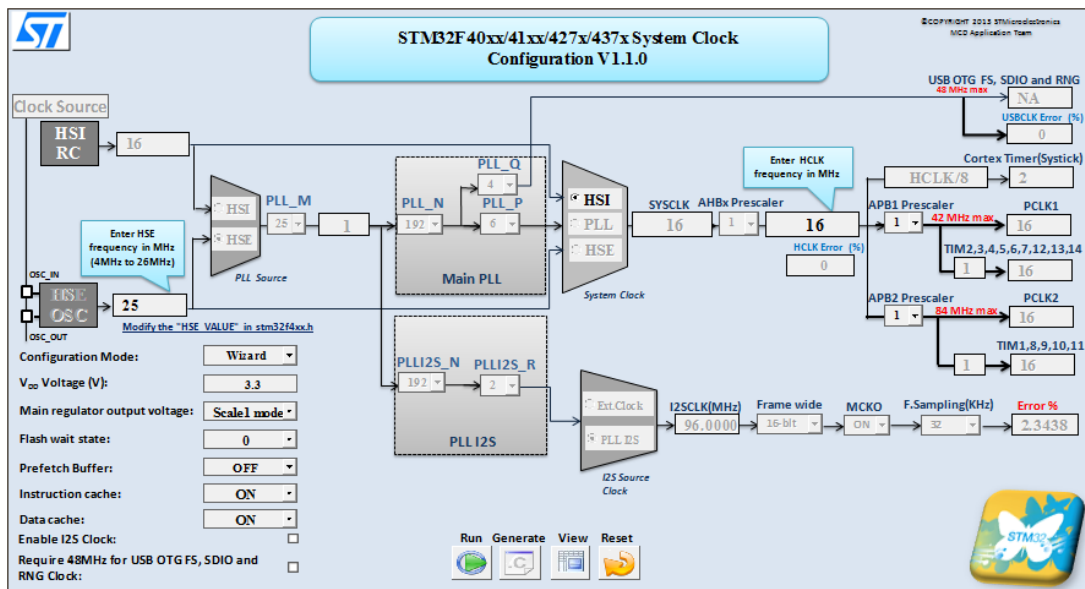 ST
STM32F40xx/41xx/427x/437x System Clock
Configuration V1.1.0
©COPYRIGHT 2013 STMicroelectronics
MCD Application Team
USB OTG FS, SDIO and RNG
48 MHz max
NA
USBCLK Error (%)
0
Clock Source
HSI
RC
16
PLL_Q
4
Enter HCLK
frequency in MHz
Cortex Timer(Systick)
HCLK/8
2
HSI
HSE
PLL Source
PLL_M
25
1
PLL_N
192
PLL_P
6
Main PLL
HSI
PLL
HSE
System Clock
SYSCLK
16
AHBx Prescaler
1
16
HCLK Error (%)
0
APB1 Prescaler
1
42 MHz max
PCLK1
16
TIM2,3,4,5,6,7,12,13,14
1
16
Enter HSE
frequency in MHz
(4MHz to 26MHz)
OSC_IN
HSE
OSC
OSC_OUT
25
Modify the "HSE_VALUE" in stm32f4xx.h
APB2 Prescaler
1
84 MHz max
PCLK2
16
TIM1,8,9,10,11
1
16
PLLI2S_N
192
PLLI2S_R
2
PLL I2S
Ext.Clock
PLL I2S
I2S Source
Clock
I2SCLK(MHz)
96.0000
Frame wide
16-bit
MCKO
ON
F.Sampling(KHz)
32
Error %
2.3438
Configuration Mode:
Wizard
VDD Voltage (V):
3.3
Main regulator output voltage:
Scale1 mode
Flash wait state:
0
Prefetch Buffer:
OFF
Instruction cache:
ON
Data cache:
ON
Enable I2S Clock:
Require 48MHz for USB OTG FS, SDIO and
RNG Clock:
Run Generate View Reset
.C
STM32